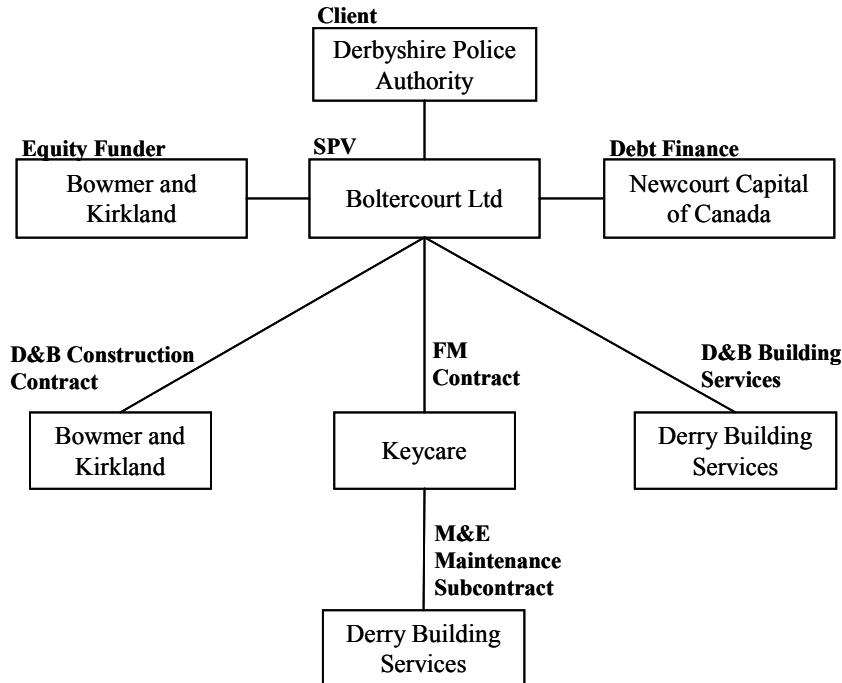 Client
Derbyshire Police
Authority
Equity Funder
Bowmer and
Kirkland
SPV
Boltercourt Ltd
Debt Finance
Newcourt Capital
of Canada
D&B Construction
Contract
Bowmer and
Kirkland
FM
Contract
Keycare
D&B Building
Services
Derry Building
Services
M&E
Maintenance
Subcontract
Derry Building
Services